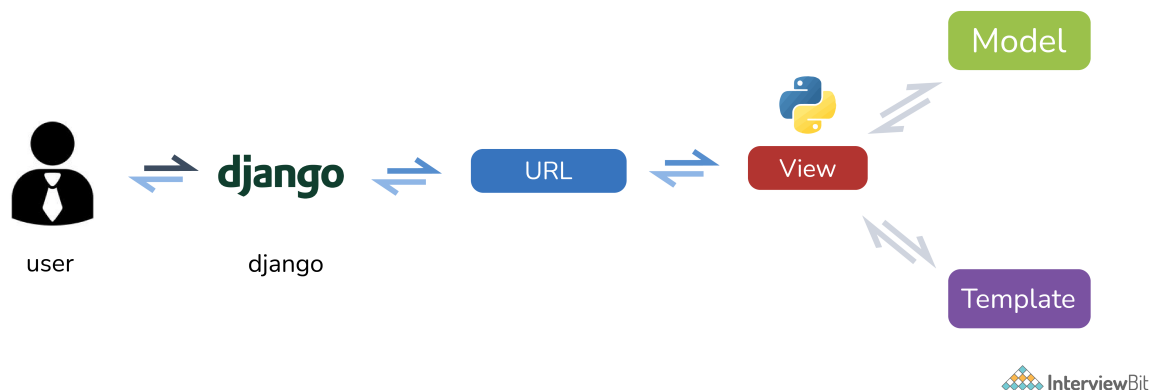 Model
django
URL
View
user
django
Template
InterviewBit